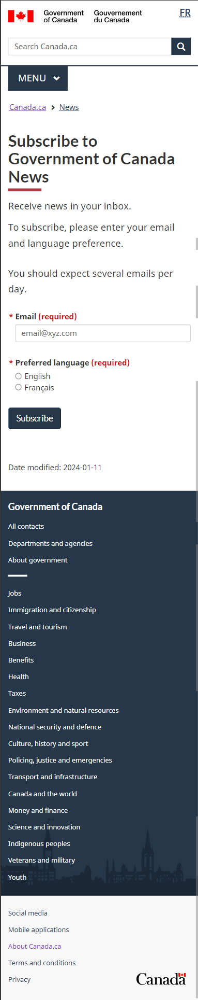 Government of Canada
Gouvernement du Canada
FR
Search Canada.ca
MENU
Canada.ca > News
Subscribe to
Government of Canada
News
Receive news in your inbox.
To subscribe, please enter your email
and language preference.
You should expect several emails per
day.
* Email (required)
email@xyz.com
* Preferred language (required)
English
Français
Subscribe
Date modified: 2024-01-11
Government of Canada
All contacts
Departments and agencies
About government
Jobs
Immigration and citizenship
Travel and tourism
Business
Benefits
Health
Taxes
Environment and natural resources
National security and defence
Culture, history and sport
Policing, justice and emergencies
Transport and infrastructure
Canada and the world
Money and finance
Science and innovation
Indigenous peoples
Veterans and military
Youth
Social media
Mobile applications
About Canada.ca
Terms and conditions
Privacy
Canada